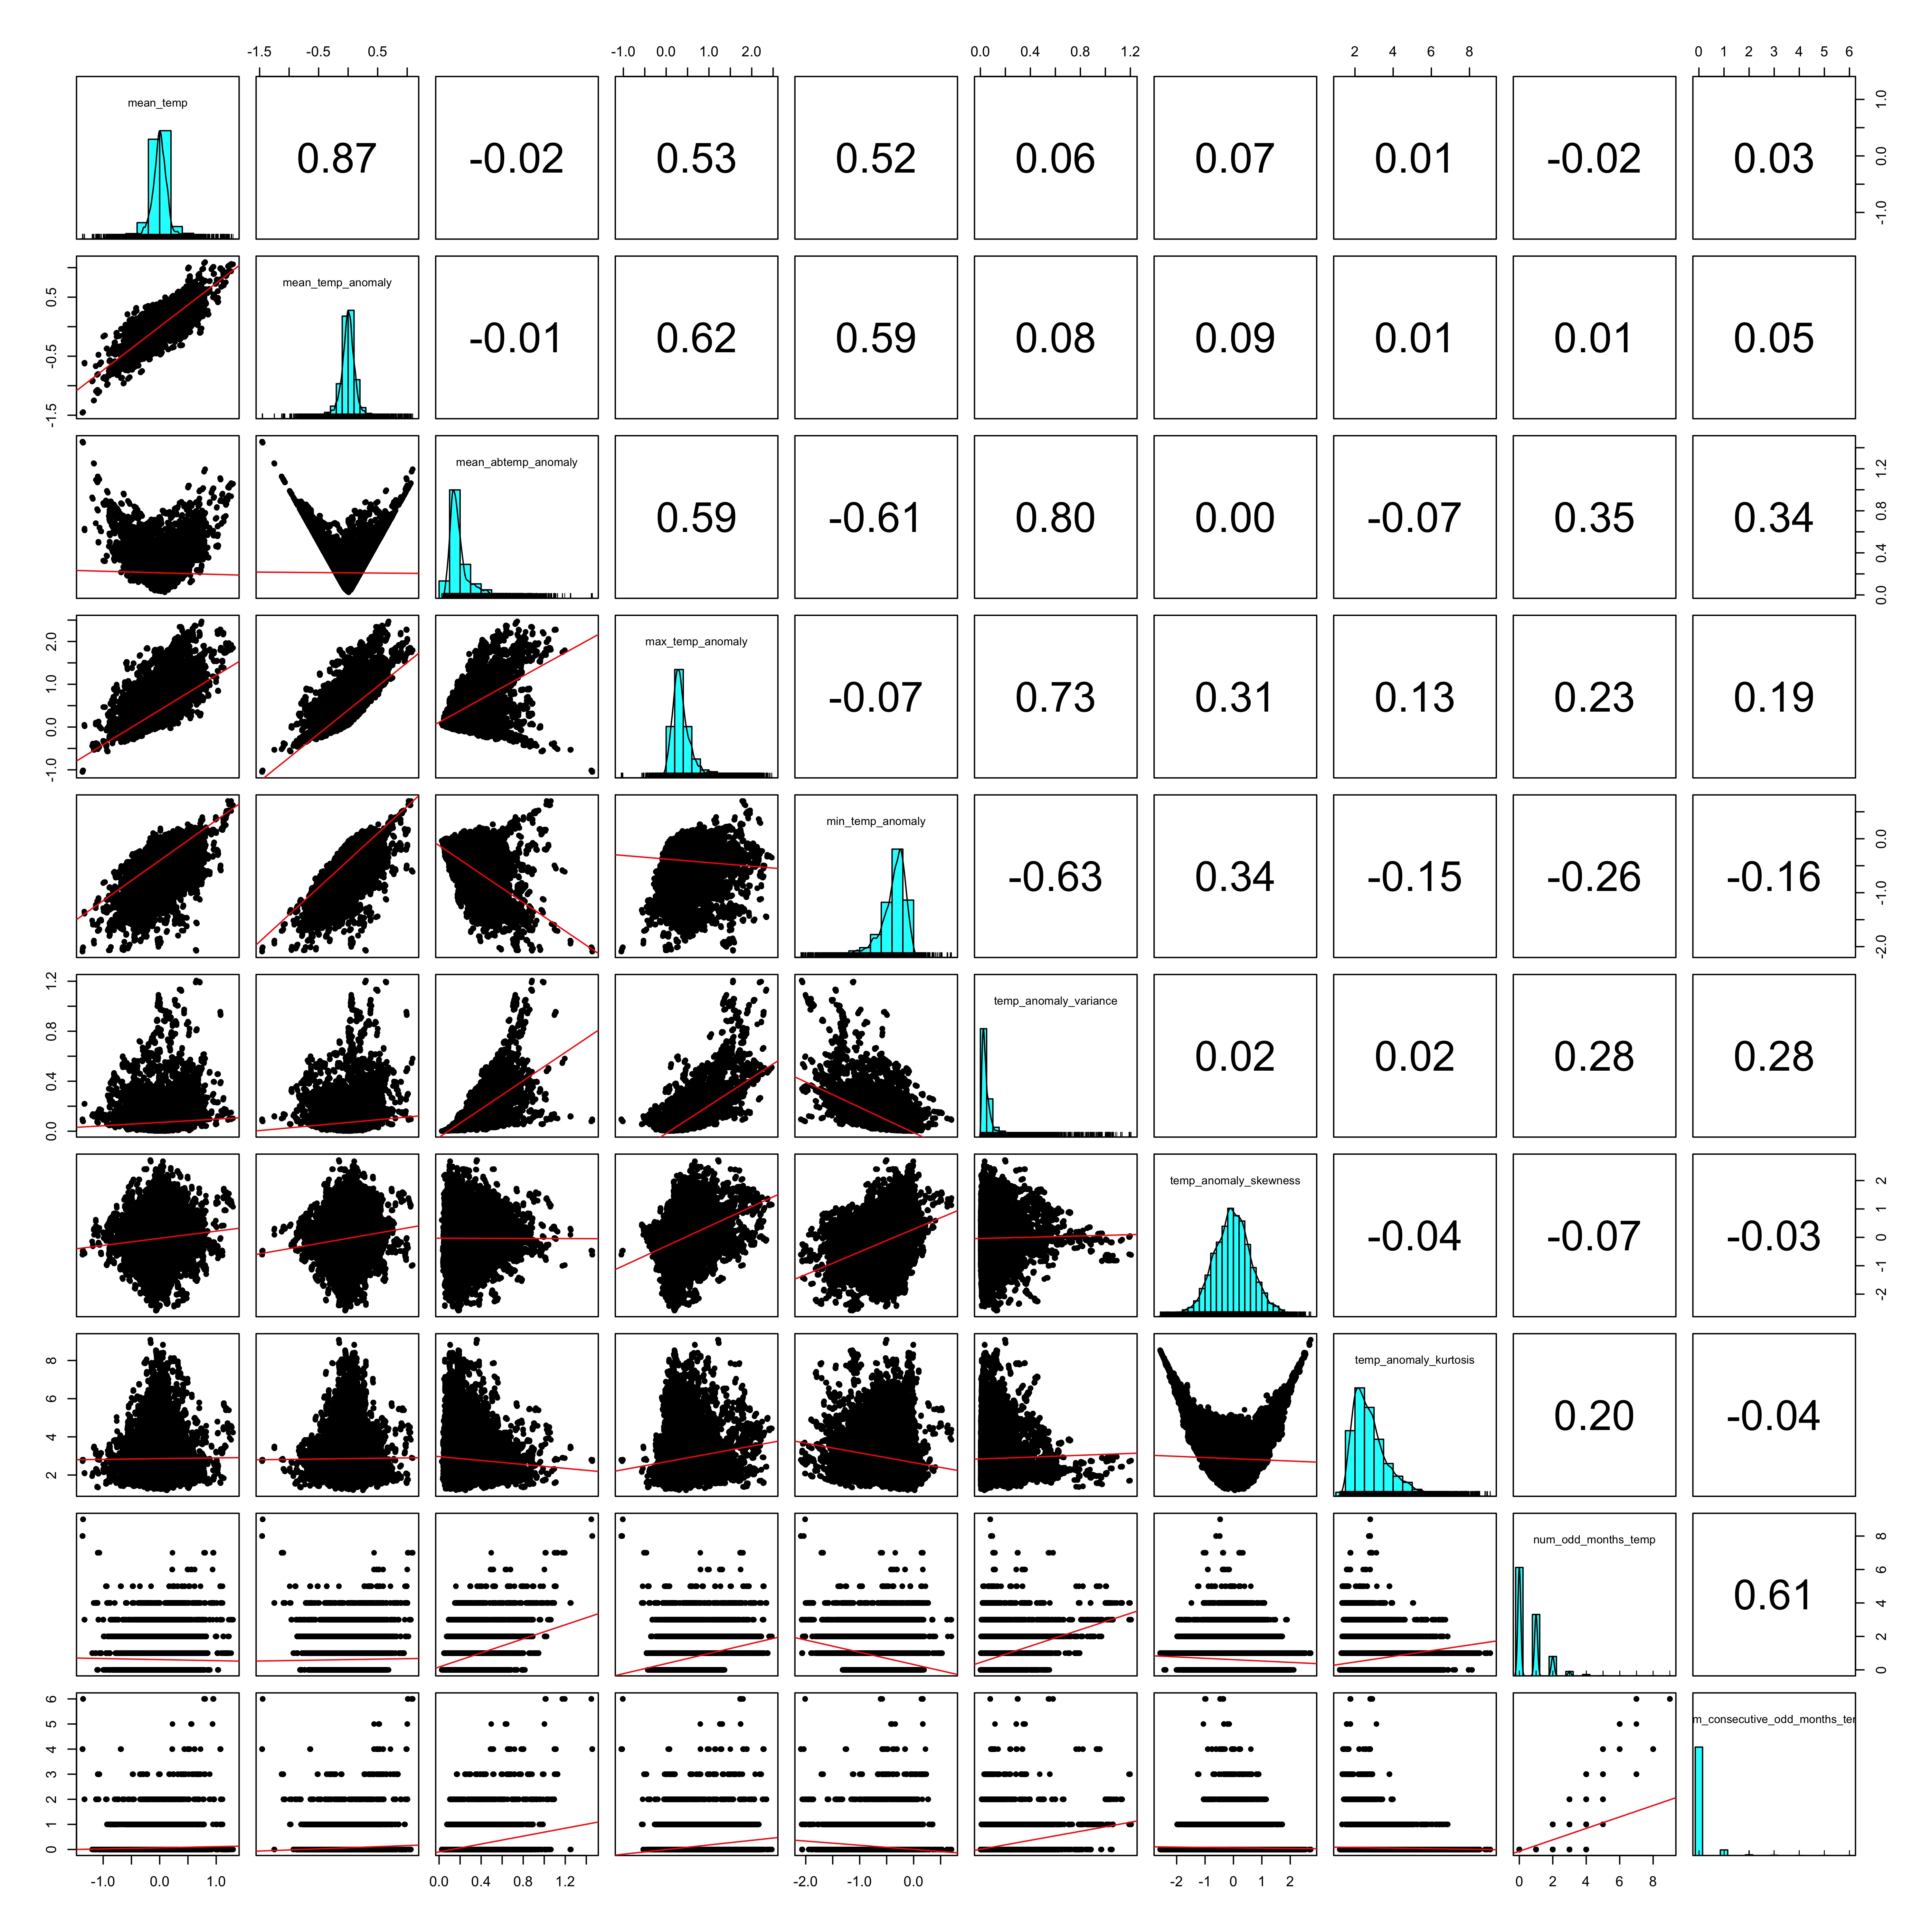 -1.5 -0.5 0.5 -1.0 0.0 1.0 2.0 0.0 0.4 0.8 1.2 2 4 6 8 0 1 2 3 4 5 6
mean_temp
0.87 -0.02 0.53 0.52 0.06 0.07 0.01 -0.02 0.03
-1.0 0.0 1.0
mean_temp_anomaly
-0.01 0.62 0.59 0.08 0.09 0.01 0.01 0.05
-1.5 -0.5 0.5
mean_abtemp_anomaly
0.59 -0.61 0.80 0.00 -0.07 0.35 0.34
0.0 0.4 0.8 1.2
max_temp_anomaly
-0.07 0.73 0.31 0.13 0.23 0.19
-1.0 0.0 1.0 2.0
min_temp_anomaly
-0.63 0.34 -0.15 -0.26 -0.16
-2.0 -1.0 0.0
temp_anomaly_variance
0.02 0.02 0.28 0.28
0.0 0.4 0.8 1.2
temp_anomaly_skewness
-0.04 -0.07 -0.03
-2 -1 0 1 2
temp_anomaly_kurtosis
0.20 -0.04
2 4 6 8
num_odd_months_temp
0.61
0 2 4 6 8
m_consecutive_odd_months_ter
0 1 2 3 4 5 6
-1.0 0.0 1.0 0.0 0.4 0.8 1.2 -2.0 -1.0 0.0 -2 -1 0 1 2 0 2 4 6 8